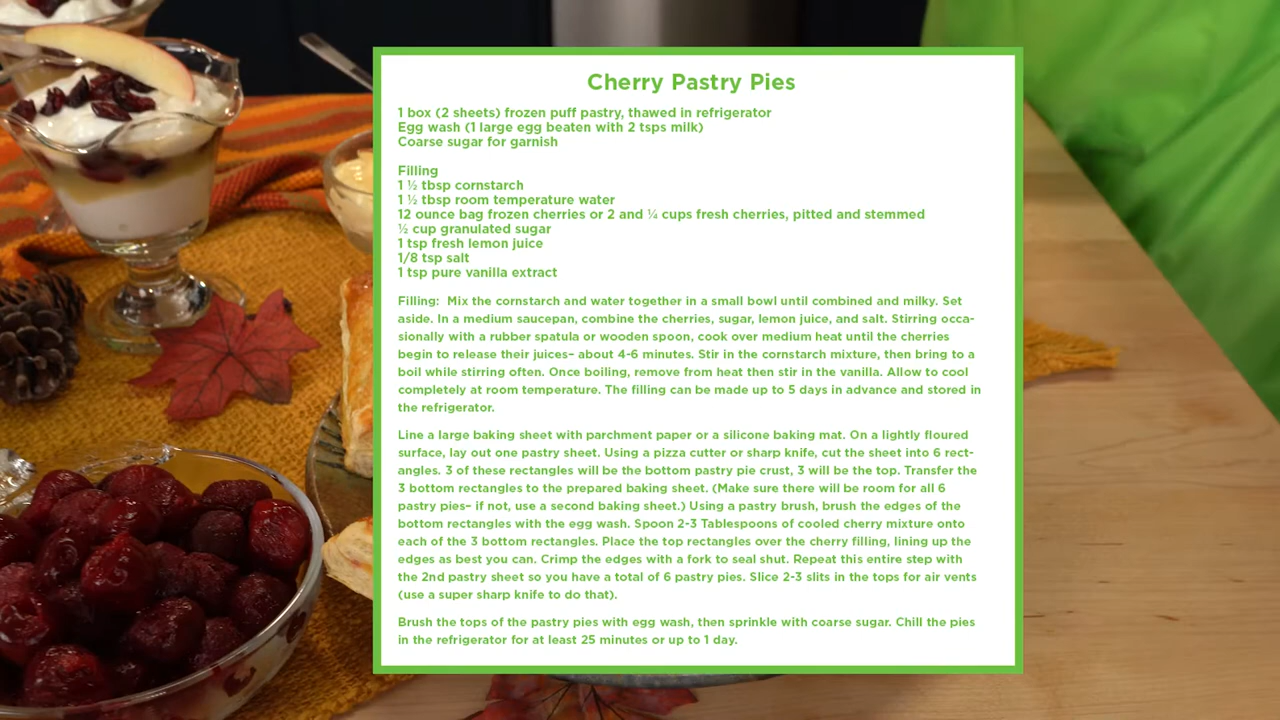 Cherry Pastry Pies
1 box (2 sheets) frozen puff pastry, thawed in refrigerator
Egg wash (1 large egg beaten with 2 tsps milk)
Coarse sugar for garnish
Filling
1 ½ tbsp cornstarch
1 ½ tbsp room temperature water
12 ounce bag frozen cherries or 2 and ¼ cups fresh cherries, pitted and stemmed
½ cup granulated sugar
1 tsp fresh lemon juice
1/8 tsp salt
1 tsp pure vanilla extract
Filling:  Mix the cornstarch and water together in a small bowl until combined and milky. Set
aside. In a medium saucepan, combine the cherries, sugar, lemon juice, and salt. Stirring occa-
sionally with a rubber spatula or wooden spoon, cook over medium heat until the cherries
begin to release their juices– about 4-6 minutes. Stir in the cornstarch mixture, then bring to a
boil while stirring often. Once boiling, remove from heat then stir in the vanilla. Allow to cool
completely at room temperature. The filling can be made up to 5 days in advance and stored in
the refrigerator.
Line a large baking sheet with parchment paper or a silicone baking mat. On a lightly floured
surface, lay out one pastry sheet. Using a pizza cutter or sharp knife, cut the sheet into 6 rect-
angles. 3 of these rectangles will be the bottom pastry pie crust, 3 will be the top. Transfer the
3 bottom rectangles to the prepared baking sheet. (Make sure there will be room for all 6
pastry pies– if not, use a second baking sheet.) Using a pastry brush, brush the edges of the
bottom rectangles with the egg wash. Spoon 2-3 Tablespoons of cooled cherry mixture onto
each of the 3 bottom rectangles. Place the top rectangles over the cherry filling, lining up the
edges as best you can. Crimp the edges with a fork to seal shut. Repeat this entire step with
the 2nd pastry sheet so you have a total of 6 pastry pies. Slice 2-3 slits in the tops for air vents
(use a super sharp knife to do that).
Brush the tops of the pastry pies with egg wash, then sprinkle with coarse sugar. Chill the pies
in the refrigerator for at least 25 minutes or up to 1 day.